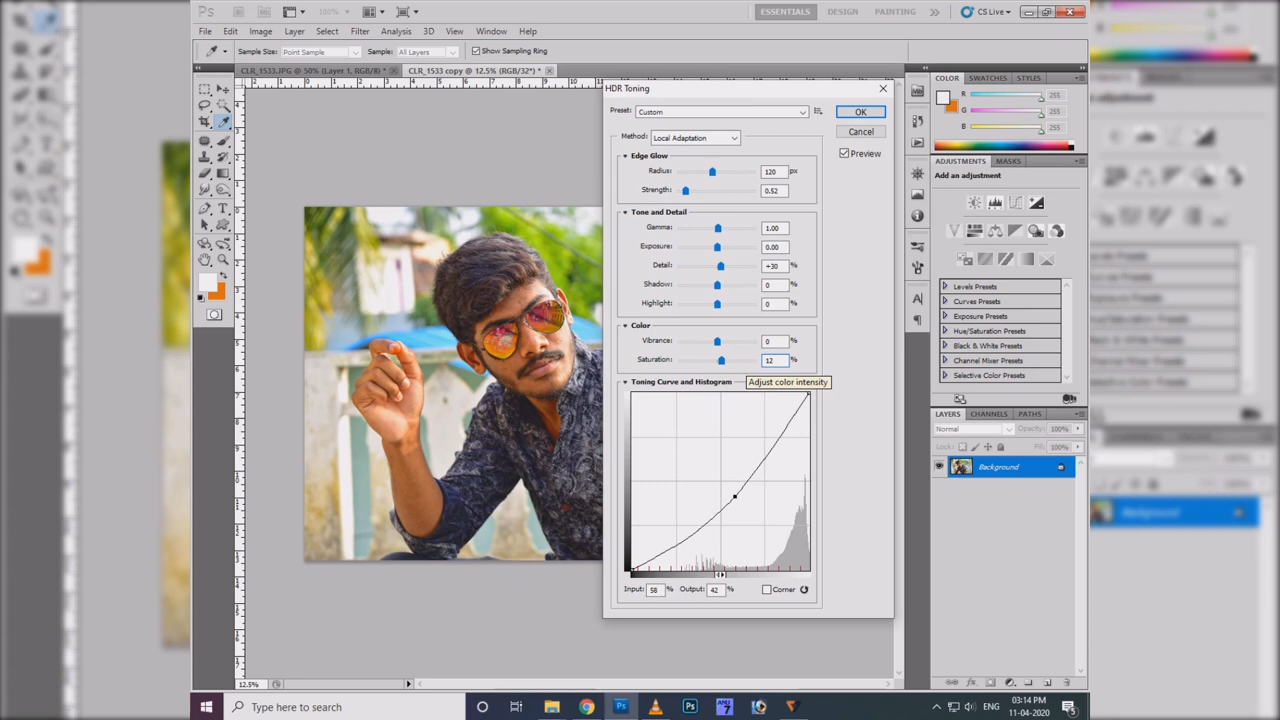 Ps 100% ESSENTIALS DESIGN PAINTING CS Live
File Edit Image Layer Select Filter Analysis 3D View Window Help
Sample Size: Point Sample Sample: All Layers Show Sampling Ring
CLR_1533.JPG @ 50% (Layer 1, RGB/8*) * CLR_1533 copy @ 12.5% (RGB/32*) *
HDR Toning
Preset: Custom OK
Cancel
Method: Local Adaptation
Preview
Edge Glow
Radius: 120 px
Strength: 0.52
Tone and Detail
Gamma: 1.00
Exposure: 0.00
Detail: +30 %
Shadow: 0 %
Highlight: 0 %
Color
Vibrance: 0 %
Saturation: 12 %
Adjust color intensity
Toning Curve and Histogram
Input: 58 % Output: 42 % Corner
COLOR SWATCHES STYLES
R 255
G 255
B 255
ADJUSTMENTS MASKS
Add an adjustment
Levels Presets
Curves Presets
Exposure Presets
Hue/Saturation Presets
Black & White Presets
Channel Mixer Presets
Selective Color Presets
LAYERS CHANNELS PATHS
Normal Opacity: 100%
Lock: Fill: 100%
Background
12.5%
Type here to search
ENG
03:14 PM
11-04-2020
5